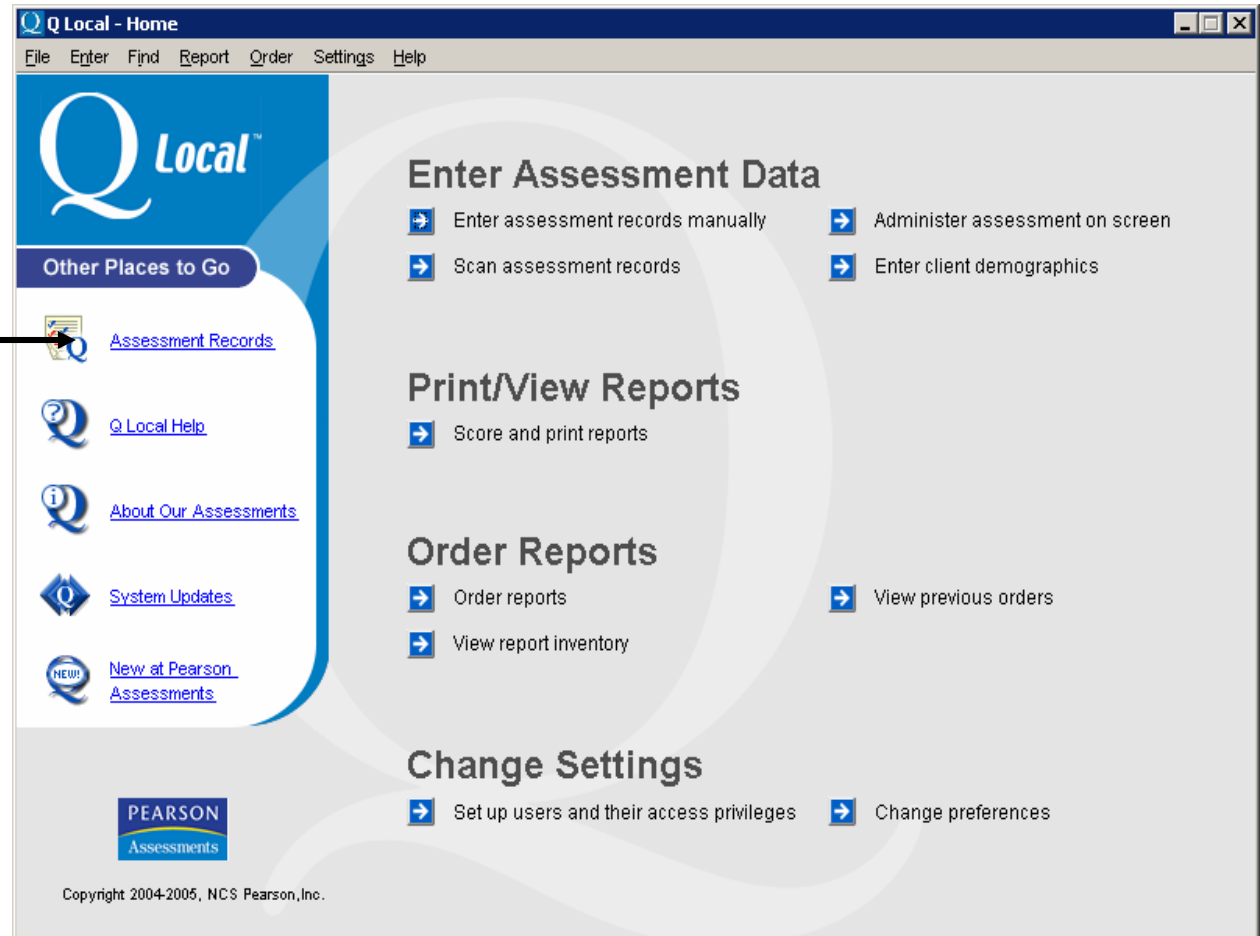 Q Local - Home
File Enter Find Report Order Settings Help
Q Local™
Other Places to Go
Assessment Records
Q Local Help
About Our Assessments
System Updates
NEW!
New at Pearson
Assessments
PEARSON
Assessments
Copyright 2004-2005, NCS Pearson,Inc.
Enter Assessment Data
Enter assessment records manually
Administer assessment on screen
Scan assessment records
Enter client demographics
Print/View Reports
Score and print reports
Order Reports
Order reports
View previous orders
View report inventory
Change Settings
Set up users and their access privileges
Change preferences